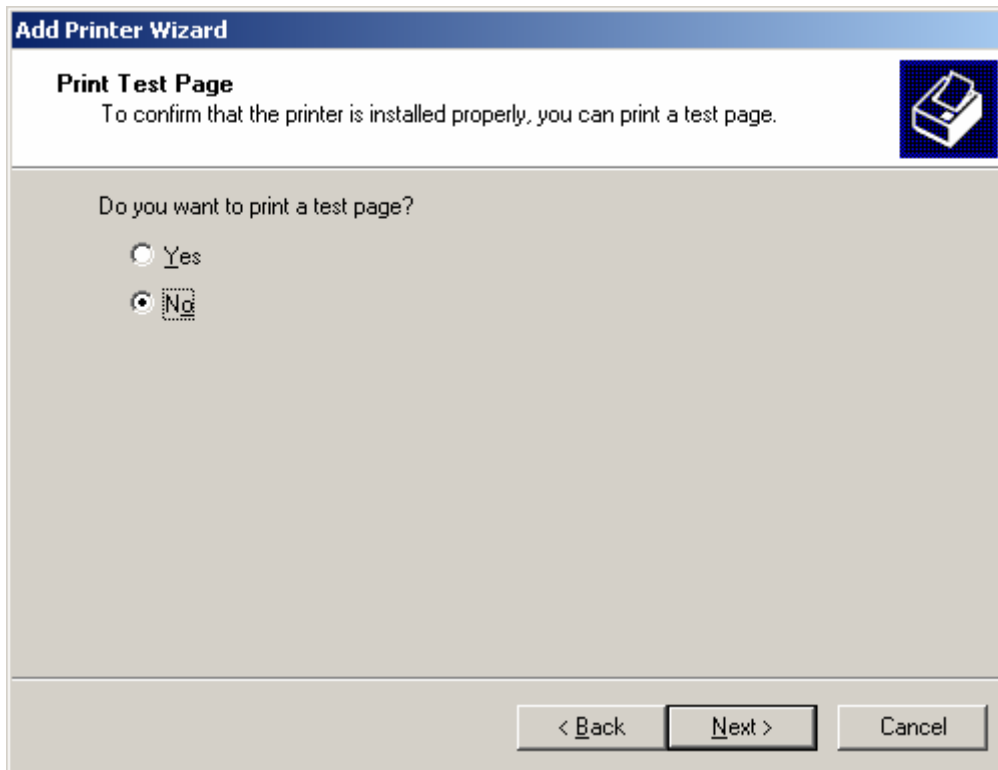 Add Printer Wizard
Print Test Page
To confirm that the printer is installed properly, you can print a test page.
Do you want to print a test page?
Yes
No
< Back
Next >
Cancel